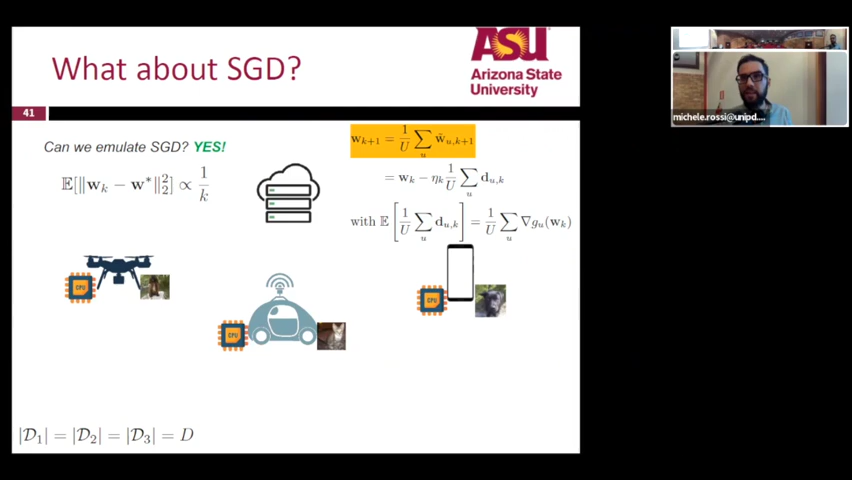 What about SGD?
ASU
Arizona State
University
41
Can we emulate SGD? YES!
𝔼[‖w_k − w*‖₂²] ∝ 1/k
w_{k+1} = 1/U ∑_u w̃_{u,k+1}
= w_k − η_k 1/U ∑_u d_{u,k}
with 𝔼[1/U ∑_u d_{u,k}] = 1/U ∑_u ∇g_u(w_k)
CPU
CPU
CPU
|𝒟₁| = |𝒟₂| = |𝒟₃| = D
michele.rossi@unipd....